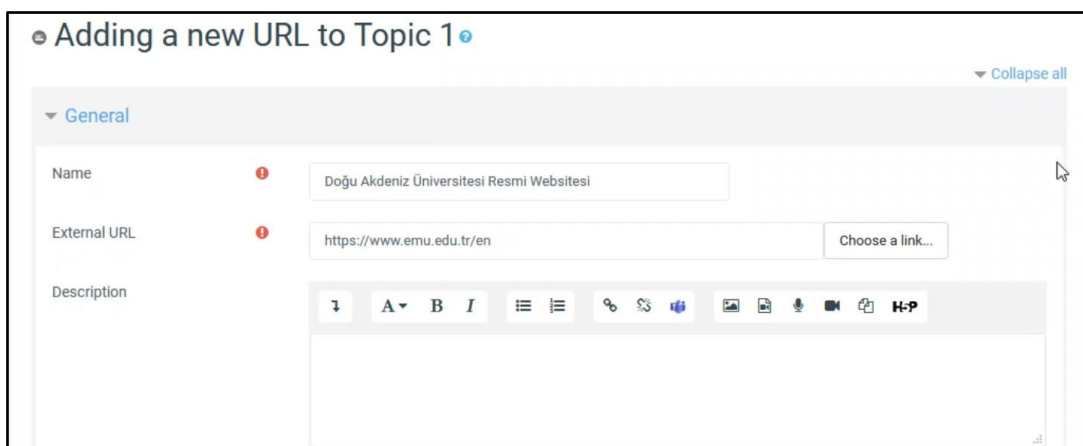 Adding a new URL to Topic 1
Collapse all
General
Name
Doğu Akdeniz Üniversitesi Resmi Websitesi
External URL
https://www.emu.edu.tr/en
Choose a link...
Description
A B I
H5P